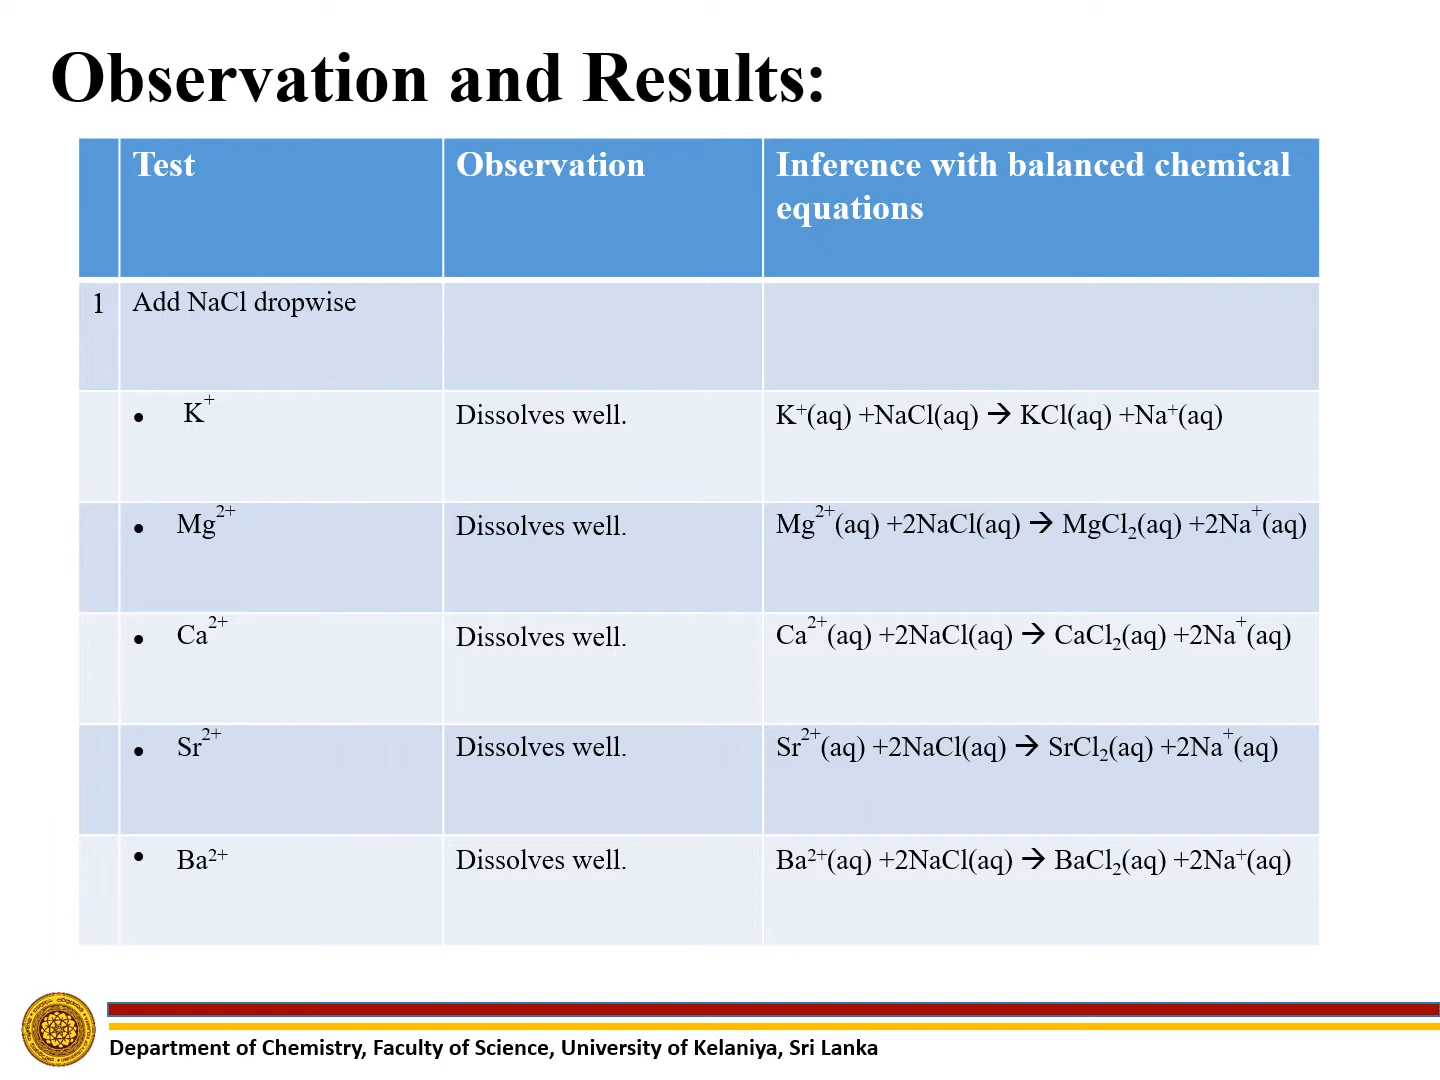 Observation and Results:
Test
Observation
Inference with balanced chemical
equations
1
Add NaCl dropwise
• K⁺
Dissolves well.
K⁺(aq) +NaCl(aq) → KCl(aq) +Na⁺(aq)
• Mg²⁺
Dissolves well.
Mg²⁺(aq) +2NaCl(aq) → MgCl₂(aq) +2Na⁺(aq)
• Ca²⁺
Dissolves well.
Ca²⁺(aq) +2NaCl(aq) → CaCl₂(aq) +2Na⁺(aq)
• Sr²⁺
Dissolves well.
Sr²⁺(aq) +2NaCl(aq) → SrCl₂(aq) +2Na⁺(aq)
• Ba²⁺
Dissolves well.
Ba²⁺(aq) +2NaCl(aq) → BaCl₂(aq) +2Na⁺(aq)
Department of Chemistry, Faculty of Science, University of Kelaniya, Sri Lanka